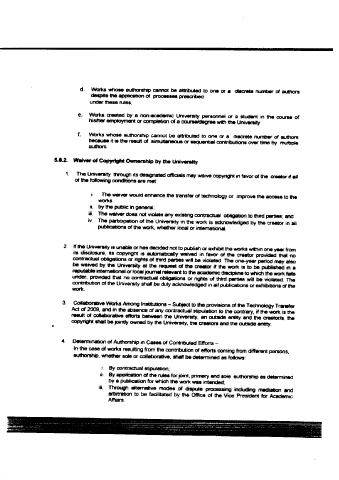 d. Works whose authorship cannot be attributed to one or a discrete number of authors
despite the application of processes prescribed
under these rules,
e. Works created by a non-academic University personnel or a student in the course of
his/her employment or completion of a course/degree with the University
f. Works whose authorship cannot be attributed to one or a discrete number of authors
because it is the result of simultaneous or sequential contributions over time by multiple
authors
5.8.2. Waiver of Copyright Ownership by the University
1. The University through its designated officials may waive copyright in favor of the creator if all
of the following conditions are met:
i. The waiver would enhance the transfer of technology or improve the access to the
works
ii. by the public in general;
iii. The waiver does not violate any existing contractual obligation to third parties; and
iv. The participation of the University in the work is acknowledged by the creator in all
publications of the work, whether local or international.
2. If the University is unable or has decided not to publish or exhibit the works within one year from
its disclosure, its copyright is automatically waived in favor of the creator provided that no
contractual obligations or rights of third parties will be violated. The one-year period may also
be waived by the University at the request of the creator if the work is to be published in a
reputable international or local journal relevant to the academic discipline to which the work falls
under, provided that no contractual obligations or rights of third parties will be violated. The
contribution of the University shall be duly acknowledged in all publications or exhibitions of the
work.
3. Collaborative Works Among Institutions – Subject to the provisions of the Technology Transfer
Act of 2009, and in the absence of any contractual stipulation to the contrary, if the work is the
result of collaborative efforts between the University, an outside entity and the creator/s the
copyright shall be jointly owned by the University, the creators and the outside entity.
4. Determination of Authorship in Cases of Contributed Efforts –
In the case of works resulting from the contribution of efforts coming from different persons,
authorship, whether sole or collaborative, shall be determined as follows:
i. By contractual stipulation;
ii. By application of the rules for joint, primary and sole authorship as determined
by a publication for which the work was intended;
iii. Through alternative modes of dispute processing including mediation and
arbitration to be facilitated by the Office of the Vice President for Academic
Affairs